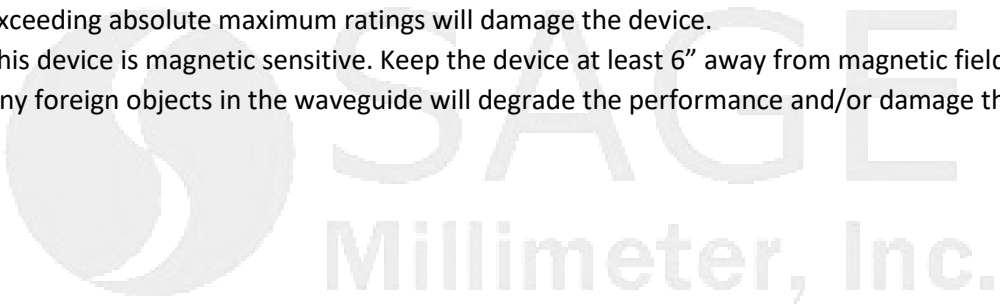 xceeding absolute maximum ratings will damage the device.
his device is magnetic sensitive. Keep the device at least 6” away from magnetic field
ny foreign objects in the waveguide will degrade the performance and/or damage th
SAGE
Millimeter, Inc.